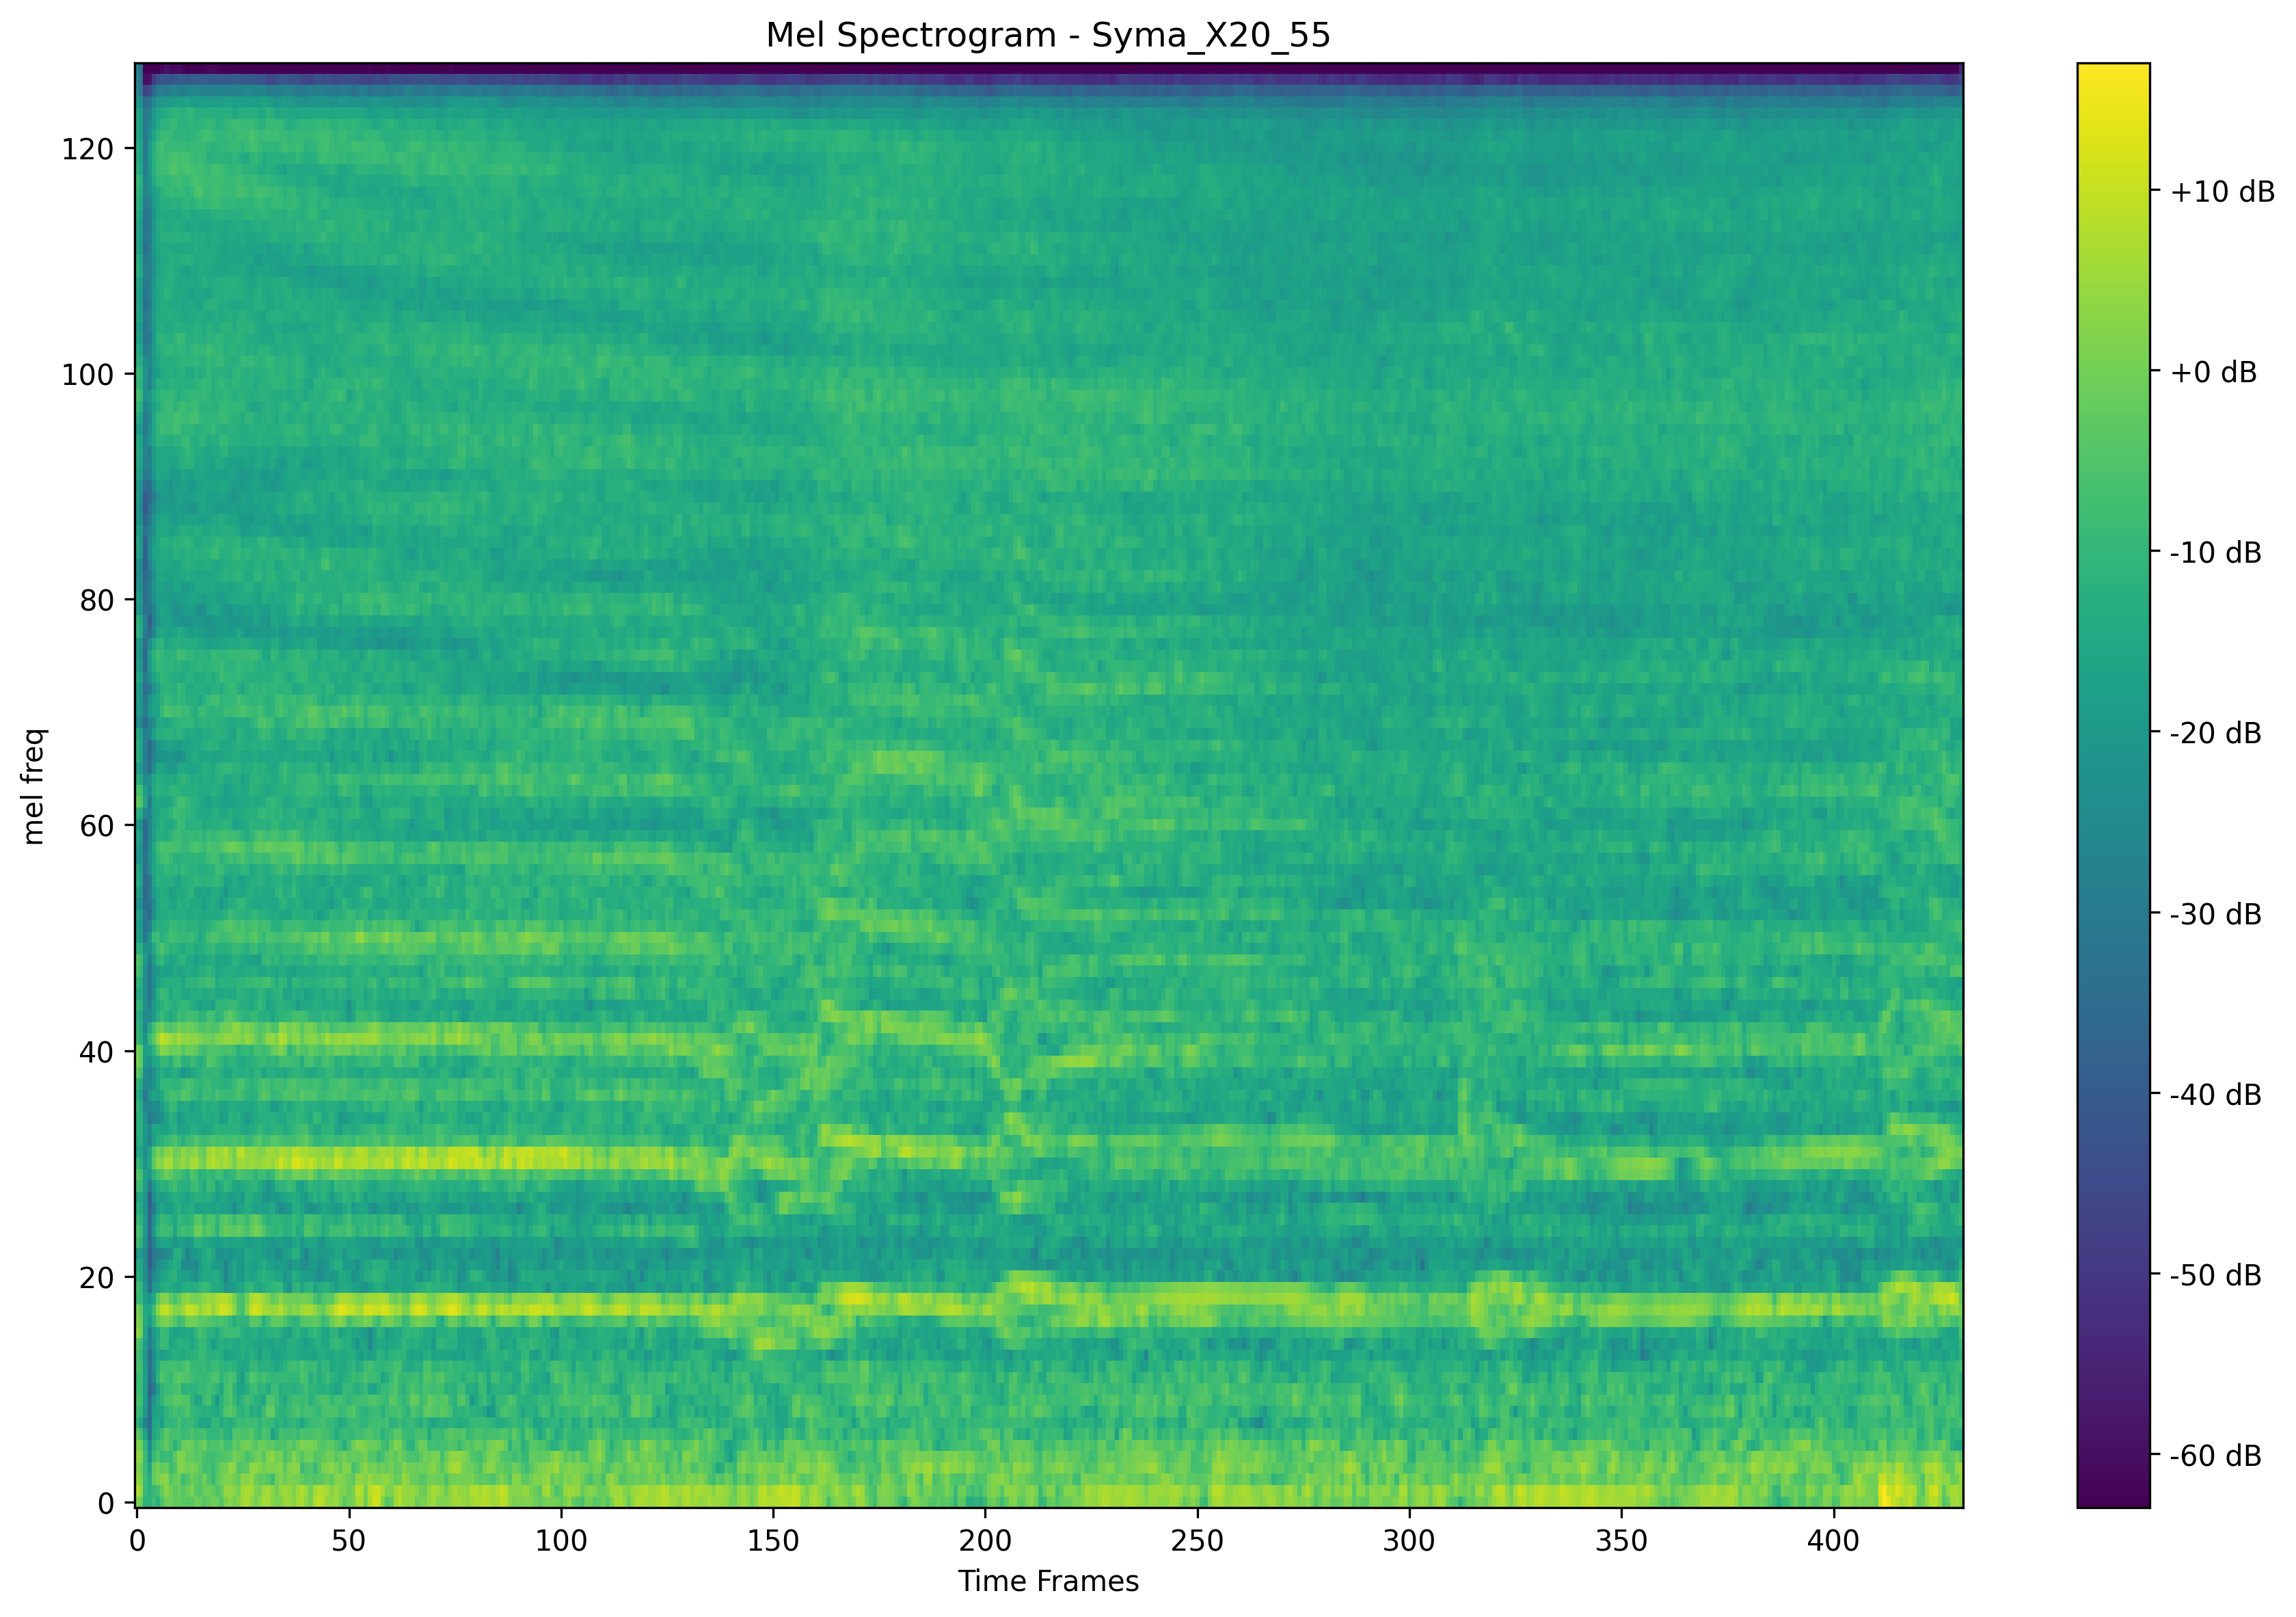 Mel Spectrogram - Syma_X20_55
120
100
80
60
40
20
0
mel freq
0 50 100 150 200 250 300 350 400
Time Frames
+10 dB
+0 dB
-10 dB
-20 dB
-30 dB
-40 dB
-50 dB
-60 dB